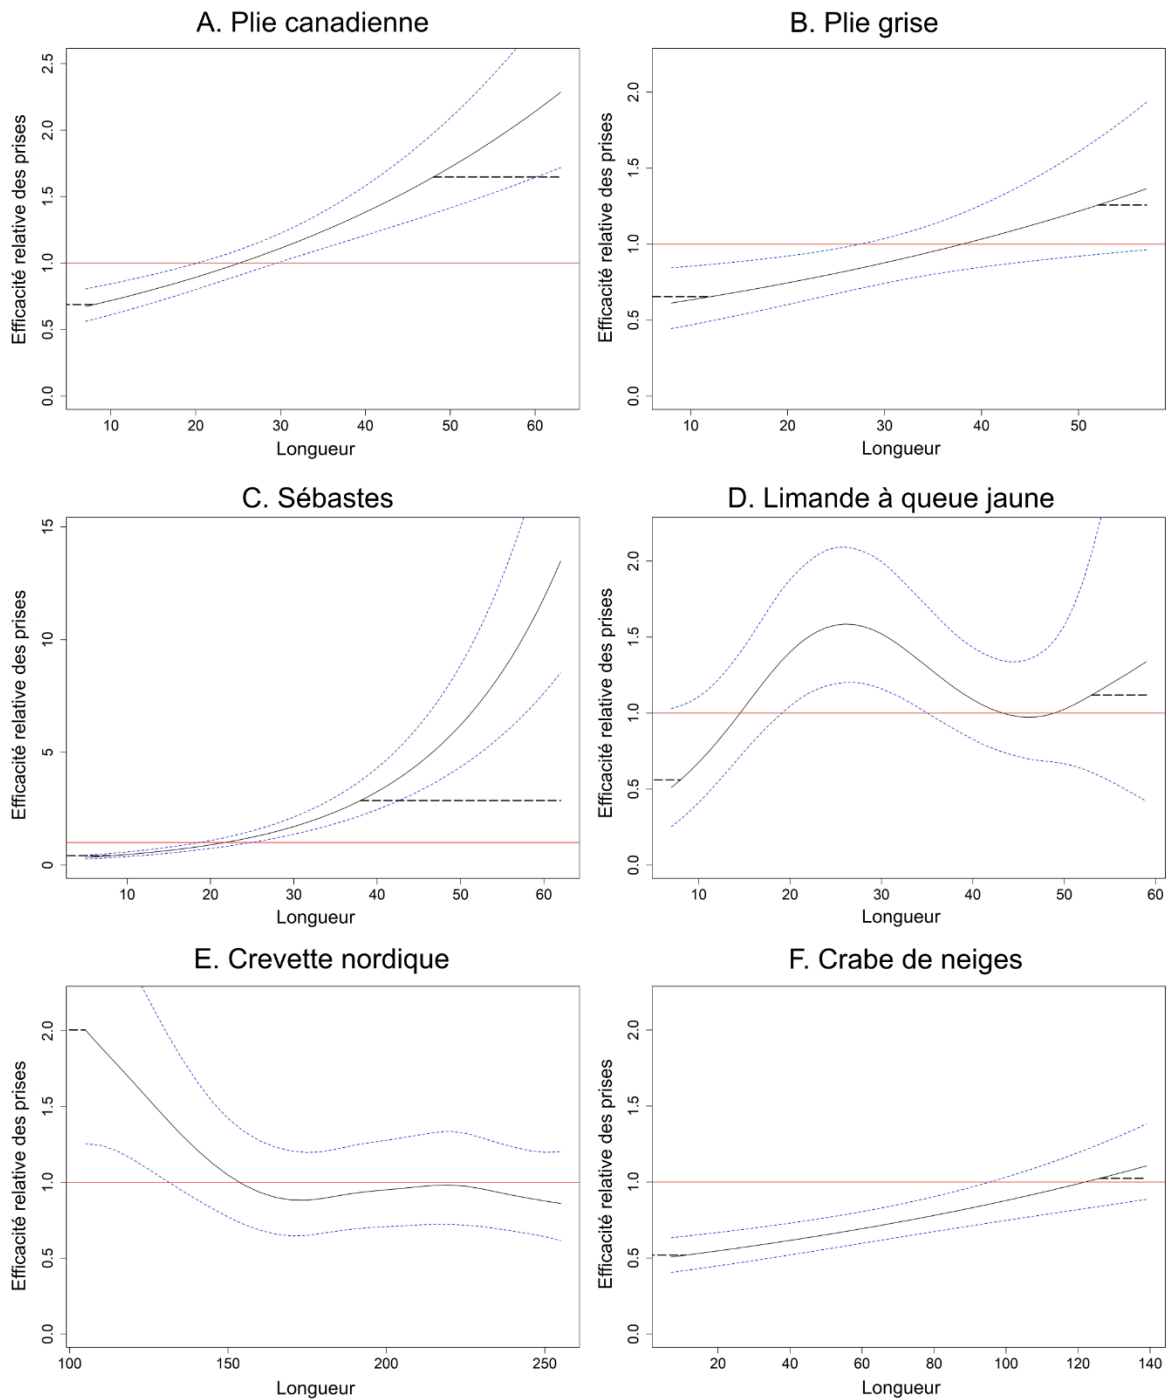 A. Plie canadienne
Efficacité relative des prises
0.0 0.5 1.0 1.5 2.0 2.5
10 20 30 40 50 60
Longueur
B. Plie grise
Efficacité relative des prises
0.0 0.5 1.0 1.5 2.0
10 20 30 40 50
Longueur
C. Sébastes
Efficacité relative des prises
0 5 10 15
10 20 30 40 50 60
Longueur
D. Limande à queue jaune
Efficacité relative des prises
0.0 0.5 1.0 1.5 2.0
10 20 30 40 50 60
Longueur
E. Crevette nordique
Efficacité relative des prises
0.0 0.5 1.0 1.5 2.0
100 150 200 250
Longueur
F. Crabe de neiges
Efficacité relative des prises
0.0 0.5 1.0 1.5 2.0
20 40 60 80 100 120 140
Longueur